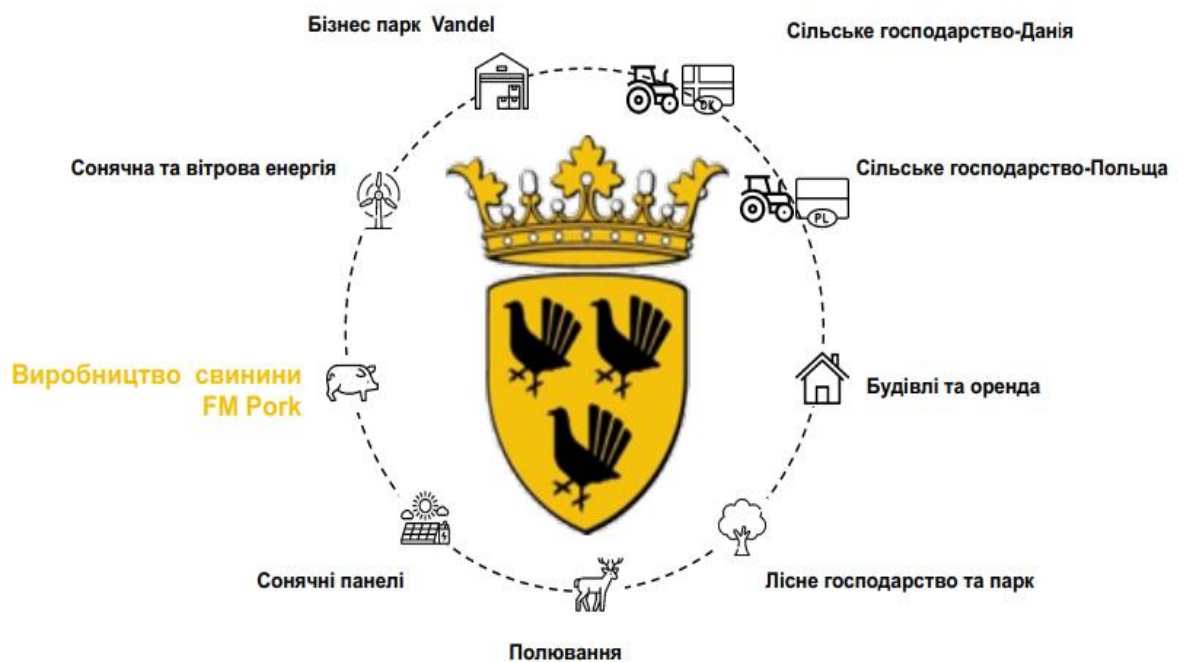 Бізнес парк Vandel
Сільське господарство-Данія
DK
Сонячна та вітрова енергія
Сільське господарство-Польща
PL
Виробництво свинини
FM Pork
Будівлі та оренда
Сонячні панелі
Лісне господарство та парк
Полювання